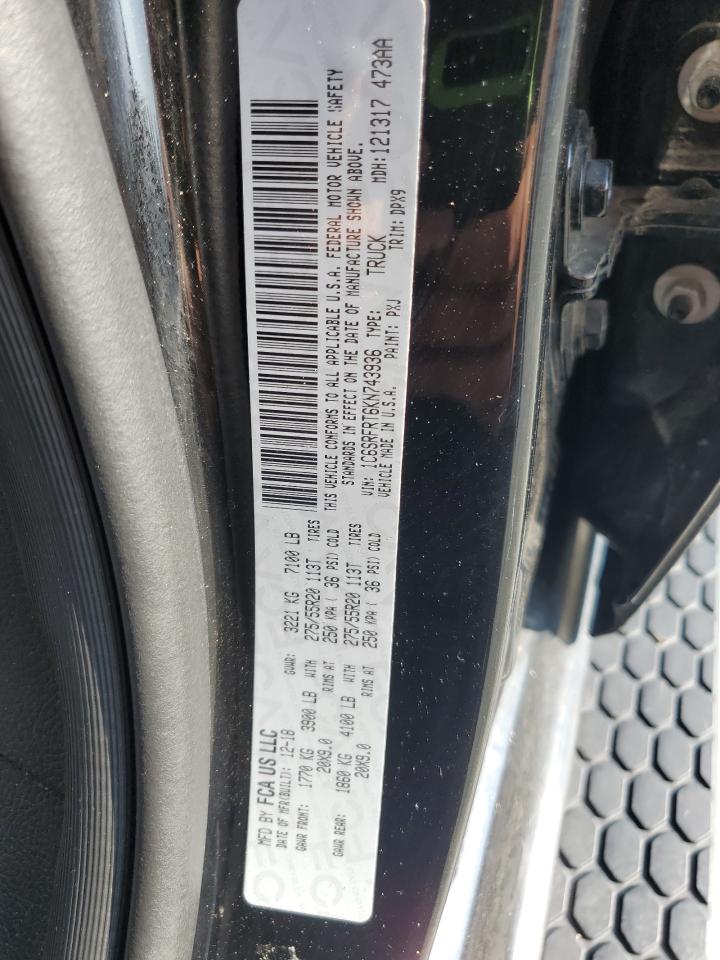 MFD BY FCA US LLC
DATE OF MFR(BUILT): 12-18 GVWR: 3221 KG 7100 LB
GAWR FRONT: 1770 KG 3900 LB WITH 275/55R20 113T TIRES
20X9.0 RIMS AT 250 KPA ( 36 PSI) COLD
GAWR REAR: 1860 KG 4100 LB WITH 275/55R20 113T TIRES
20X9.0 RIMS AT 250 KPA ( 36 PSI) COLD
THIS VEHICLE CONFORMS TO ALL APPLICABLE U.S.A. FEDERAL MOTOR VEHICLE SAFETY
STANDARDS IN EFFECT ON THE DATE OF MANUFACTURE SHOWN ABOVE.
VIN: 1C6SRFRT6KN743936 TYPE: TRUCK MDH: 121317 473AA
VEHICLE MADE IN U.S.A. PAINT: PXJ TRIM: DPX9